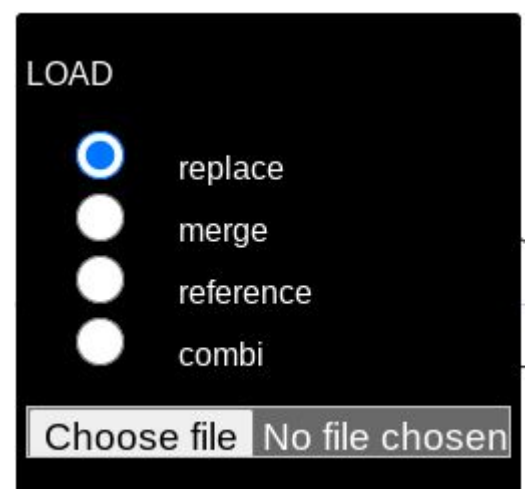 LOAD
replace
merge
reference
combi
Choose file No file chosen